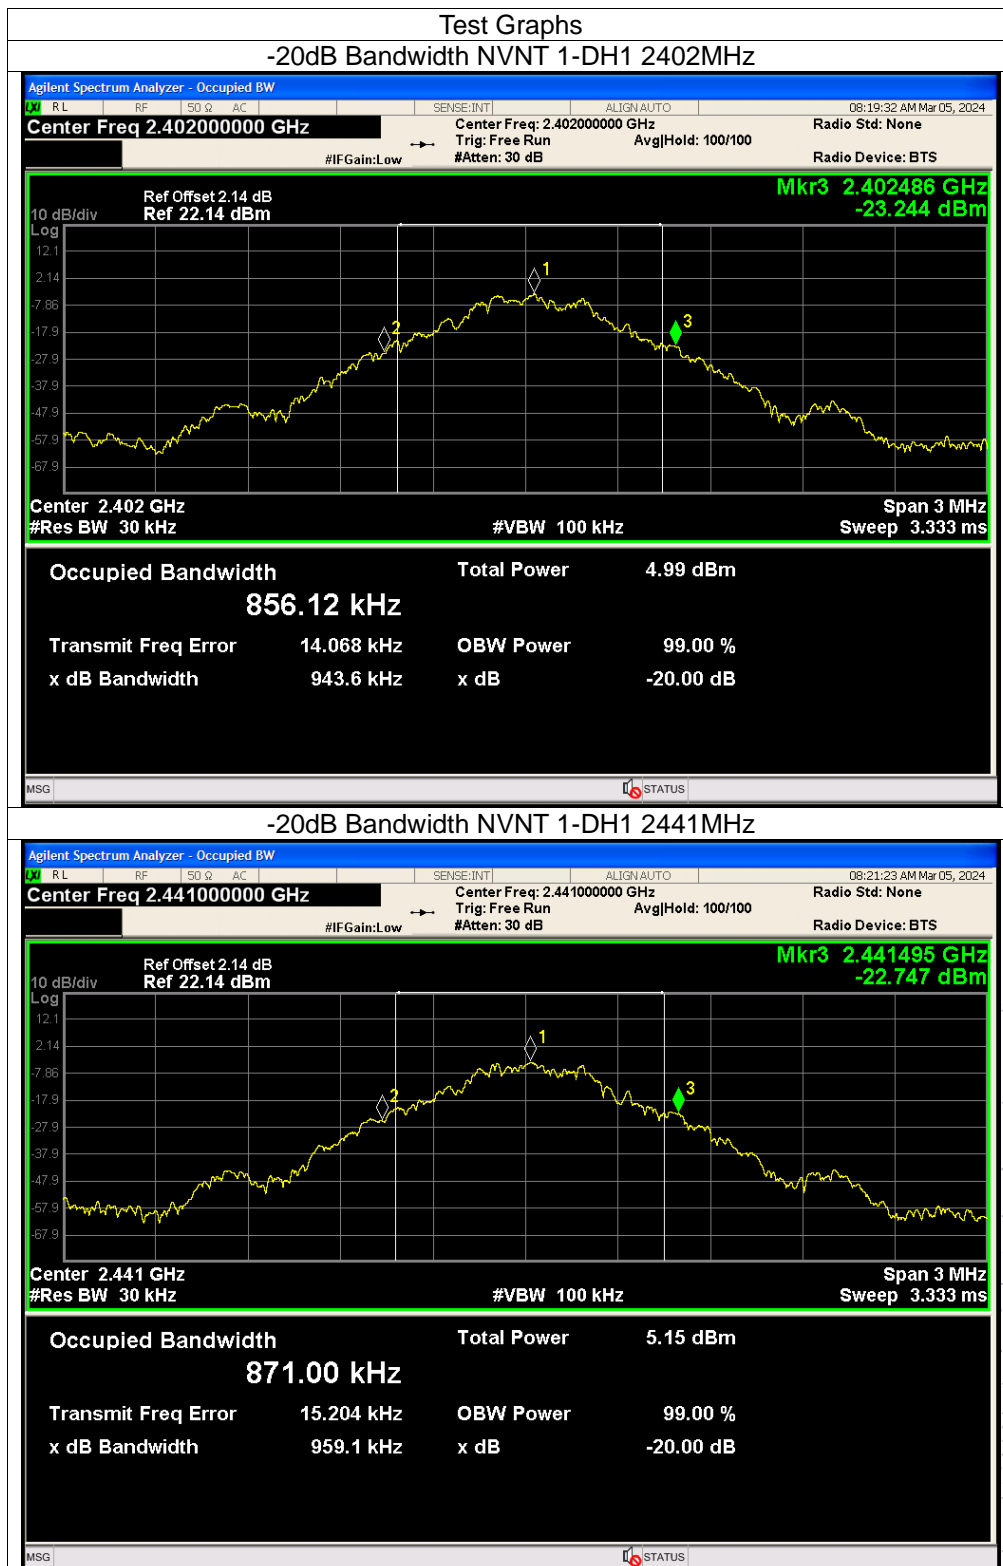 Test Graphs
-20dB Bandwidth NVNT 1-DH1 2402MHz
Agilent Spectrum Analyzer - Occupied BW
LXI RL RF 50 Ω AC SENSE:INT ALIGN AUTO 08:19:32 AM Mar 05, 2024
Center Freq 2.402000000 GHz Center Freq: 2.402000000 GHz Radio Std: None
Trig: Free Run Avg|Hold: 100/100
#IFGain:Low #Atten: 30 dB Radio Device: BTS
Mkr3 2.402486 GHz
Ref Offset 2.14 dB
-23.244 dBm
10 dB/div Ref 22.14 dBm
Log
12.1
1
2.14
-7.86
2
3
-17.9
-27.9
-37.9
-47.9
-57.9
-67.9
Center 2.402 GHz Span 3 MHz
#Res BW 30 kHz #VBW 100 kHz Sweep 3.333 ms
Occupied Bandwidth Total Power 4.99 dBm
856.12 kHz
Transmit Freq Error 14.068 kHz OBW Power 99.00 %
x dB Bandwidth 943.6 kHz x dB -20.00 dB
MSG STATUS
-20dB Bandwidth NVNT 1-DH1 2441MHz
Agilent Spectrum Analyzer - Occupied BW
LXI RL RF 50 Ω AC SENSE:INT ALIGN AUTO 08:21:23 AM Mar 05, 2024
Center Freq 2.441000000 GHz Center Freq: 2.441000000 GHz Radio Std: None
Trig: Free Run Avg|Hold: 100/100
#IFGain:Low #Atten: 30 dB Radio Device: BTS
Mkr3 2.441495 GHz
Ref Offset 2.14 dB
-22.747 dBm
10 dB/div Ref 22.14 dBm
Log
12.1
1
2.14
-7.86
2
3
-17.9
-27.9
-37.9
-47.9
-57.9
-67.9
Center 2.441 GHz Span 3 MHz
#Res BW 30 kHz #VBW 100 kHz Sweep 3.333 ms
Occupied Bandwidth Total Power 5.15 dBm
871.00 kHz
Transmit Freq Error 15.204 kHz OBW Power 99.00 %
x dB Bandwidth 959.1 kHz x dB -20.00 dB
MSG STATUS